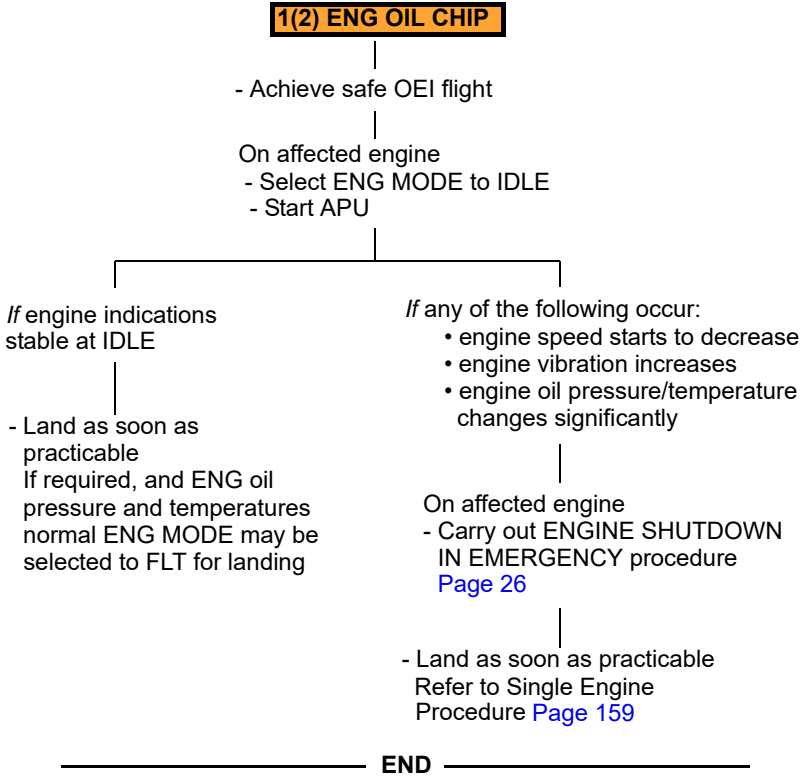 1(2) ENG OIL CHIP
- Achieve safe OEI flight
On affected engine
- Select ENG MODE to IDLE
- Start APU
If engine indications
stable at IDLE
- Land as soon as
practicable
If required, and ENG oil
pressure and temperatures
normal ENG MODE may be
selected to FLT for landing
If any of the following occur:
• engine speed starts to decrease
• engine vibration increases
• engine oil pressure/temperature
changes significantly
On affected engine
- Carry out ENGINE SHUTDOWN
IN EMERGENCY procedure
Page 26
- Land as soon as practicable
Refer to Single Engine
Procedure Page 159
END